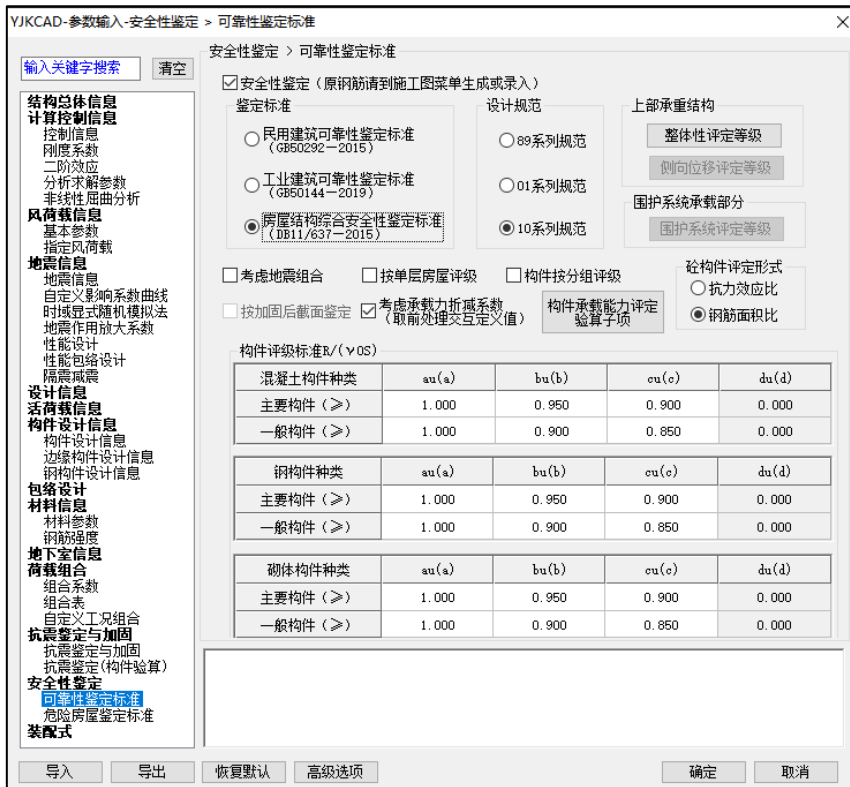 YJKCAD-参数输入-安全性鉴定 > 可靠性鉴定标准
输入关键字搜索
清空
结构总体信息
计算控制信息
控制信息
刚度系数
二阶效应
分析求解参数
非线性屈曲分析
风荷载信息
基本参数
指定风荷载
地震信息
地震信息
自定义影响系数曲线
时域显式随机模拟法
地震作用放大系数
性能设计
性能包络设计
隔震减震
设计信息
活荷载信息
构件设计信息
构件设计信息
边缘构件设计信息
钢构件设计信息
包络设计
材料信息
材料参数
钢筋强度
地下室信息
荷载组合
组合系数
组合表
自定义工况组合
抗震鉴定与加固
抗震鉴定与加固
抗震鉴定(构件验算)
安全性鉴定
可靠性鉴定标准
危险房屋鉴定标准
装配式
安全性鉴定 > 可靠性鉴定标准
安全性鉴定（原钢筋请到施工图菜单生成或录入）
鉴定标准
民用建筑可靠性鉴定标准
（GB50292－2015）
工业建筑可靠性鉴定标准
（GB50144－2019）
房屋结构综合安全性鉴定标准
（DB11/637－2015）
设计规范
89系列规范
01系列规范
10系列规范
上部承重结构
整体性评定等级
侧向位移评定等级
围护系统承载部分
围护系统评定等级
考虑地震组合
按单层房屋评级
构件按分组评级
按加固后截面鉴定
考虑承载力折减系数
（取前处理交互定义值）
构件承载能力评定
验算子项
砼构件评定形式
抗力效应比
钢筋面积比
构件评级标准R/(γ0S)
混凝土构件种类 au(a) bu(b) cu(c) du(d)
主要构件（≥） 1.000 0.950 0.900 0.000
一般构件（≥） 1.000 0.900 0.850 0.000
钢构件种类 au(a) bu(b) cu(c) du(d)
主要构件（≥） 1.000 0.950 0.900 0.000
一般构件（≥） 1.000 0.900 0.850 0.000
砌体构件种类 au(a) bu(b) cu(c) du(d)
主要构件（≥） 1.000 0.950 0.900 0.000
一般构件（≥） 1.000 0.900 0.850 0.000
导入
导出
恢复默认
高级选项
确定
取消